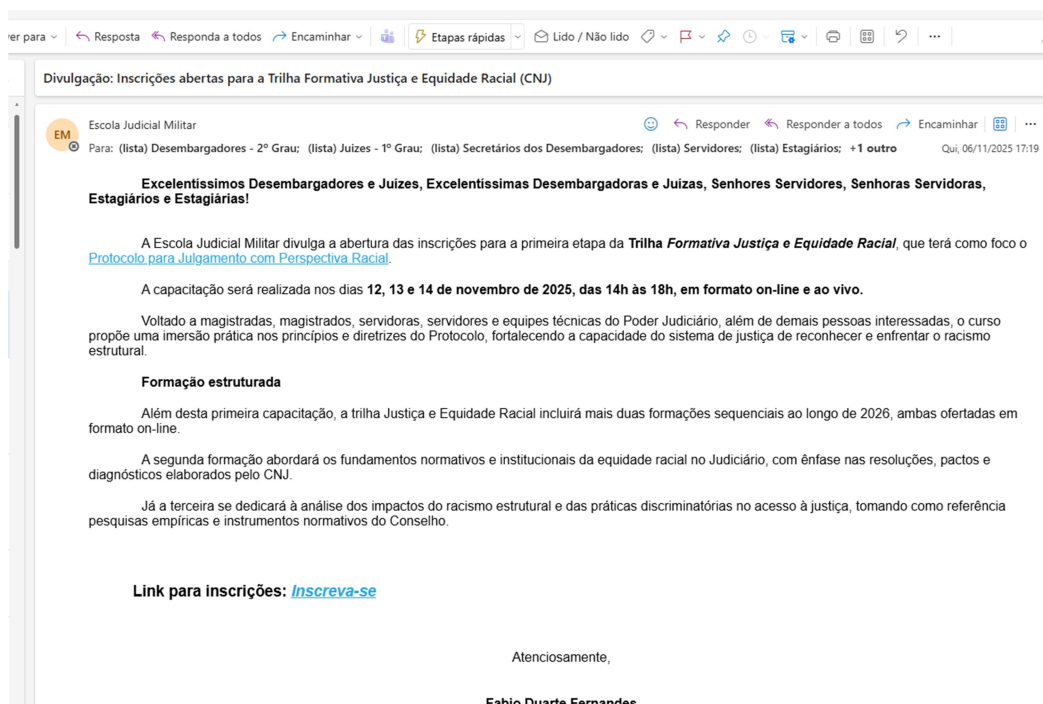 ver para
Resposta
Responda a todos
Encaminhar
Etapas rápidas
Lido / Não lido
Divulgação: Inscrições abertas para a Trilha Formativa Justiça e Equidade Racial (CNJ)
EM
Escola Judicial Militar
Responder
Responder a todos
Encaminhar
Para: (lista) Desembargadores - 2º Grau; (lista) Juizes - 1º Grau; (lista) Secretários dos Desembargadores; (lista) Servidores; (lista) Estagiários; +1 outro
Qui, 06/11/2025 17:19
Excelentíssimos Desembargadores e Juízes, Excelentíssimas Desembargadoras e Juízas, Senhores Servidores, Senhoras Servidoras,
Estagiários e Estagiárias!
A Escola Judicial Militar divulga a abertura das inscrições para a primeira etapa da Trilha Formativa Justiça e Equidade Racial, que terá como foco o
Protocolo para Julgamento com Perspectiva Racial.
A capacitação será realizada nos dias 12, 13 e 14 de novembro de 2025, das 14h às 18h, em formato on-line e ao vivo.
Voltado a magistradas, magistrados, servidoras, servidores e equipes técnicas do Poder Judiciário, além de demais pessoas interessadas, o curso
propõe uma imersão prática nos princípios e diretrizes do Protocolo, fortalecendo a capacidade do sistema de justiça de reconhecer e enfrentar o racismo
estrutural.
Formação estruturada
Além desta primeira capacitação, a trilha Justiça e Equidade Racial incluirá mais duas formações sequenciais ao longo de 2026, ambas ofertadas em
formato on-line.
A segunda formação abordará os fundamentos normativos e institucionais da equidade racial no Judiciário, com ênfase nas resoluções, pactos e
diagnósticos elaborados pelo CNJ.
Já a terceira se dedicará à análise dos impactos do racismo estrutural e das práticas discriminatórias no acesso à justiça, tomando como referência
pesquisas empíricas e instrumentos normativos do Conselho.
Link para inscrições: Inscreva-se
Atenciosamente,
Fabio Duarte Fernandes